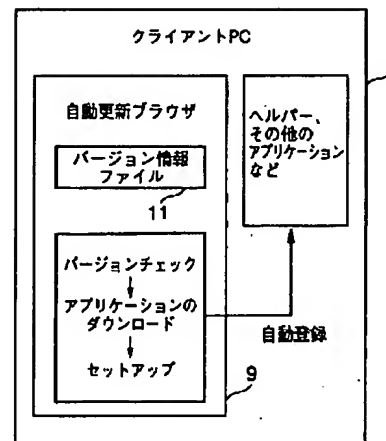 クライアントPC
自動更新ブラウザ
バージョン情報
ファイル
11
バージョンチェック
↓
アプリケーションの
ダウンロード
↓
セットアップ
9
ヘルパー、
その他の
アプリケーション
など
自動登録